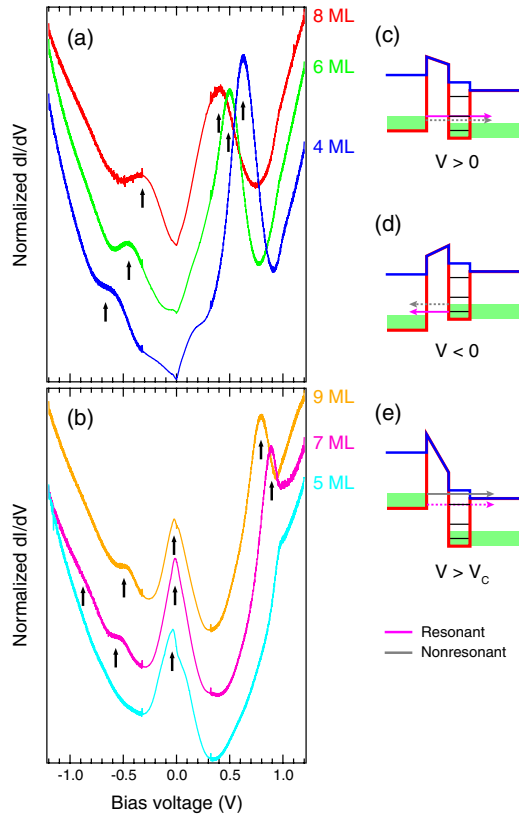 (a)
8 ML
6 ML
4 ML
Normalized dI/dV
(b)
9 ML
7 ML
5 ML
Normalized dI/dV
-1.0 -0.5 0.0 0.5 1.0
Bias voltage (V)
(c)
V > 0
(d)
V < 0
(e)
V > VC
Resonant
Nonresonant